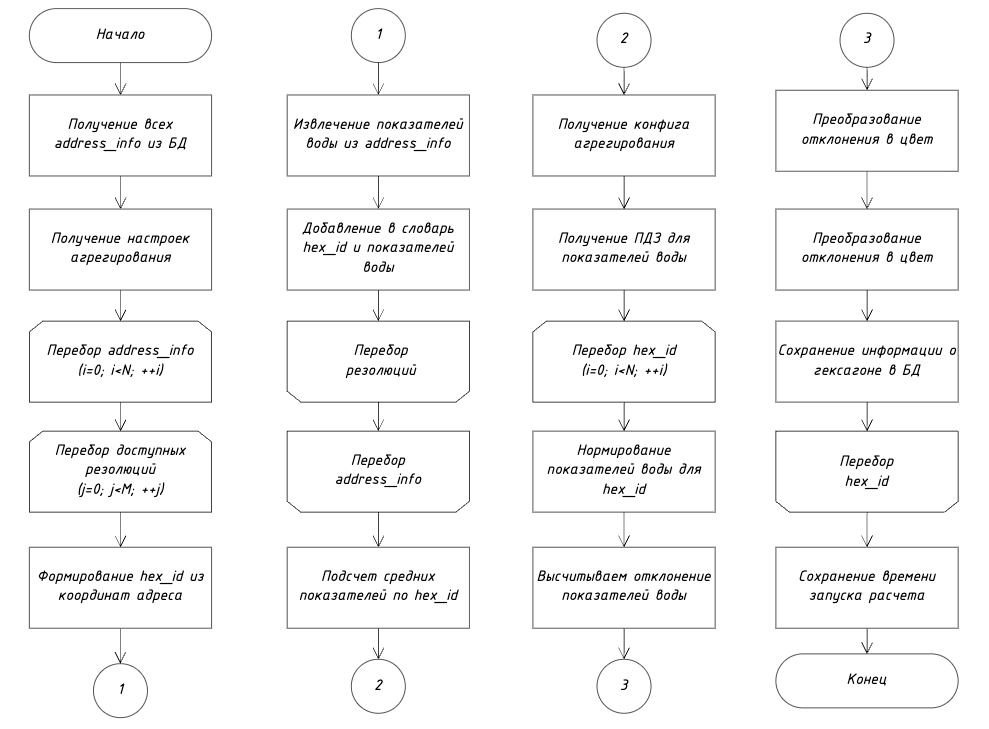 Начало
Получение всех
address_info из БД
Получение настроек
агрегирования
Перебор address_info
(i=0; i<N; ++i)
Перебор доступных
резолюций
(j=0; j<M; ++j)
Формирование hex_id из
координат адреса
1
1
Извлечение показателей
воды из address_info
Добавление в словарь
hex_id и показателей
воды
Перебор
резолюций
Перебор
address_info
Подсчет средних
показателей по hex_id
2
2
Получение конфига
агрегирования
Получение ПДЗ для
показателей воды
Перебор hex_id
(i=0; i<N; ++i)
Нормирование
показателей воды для
hex_id
Высчитываем отклонение
показателей воды
3
3
Преобразование
отклонения в цвет
Преобразование
отклонения в цвет
Сохранение информации о
гексагоне в БД
Перебор
hex_id
Сохранение времени
запуска расчета
Конец